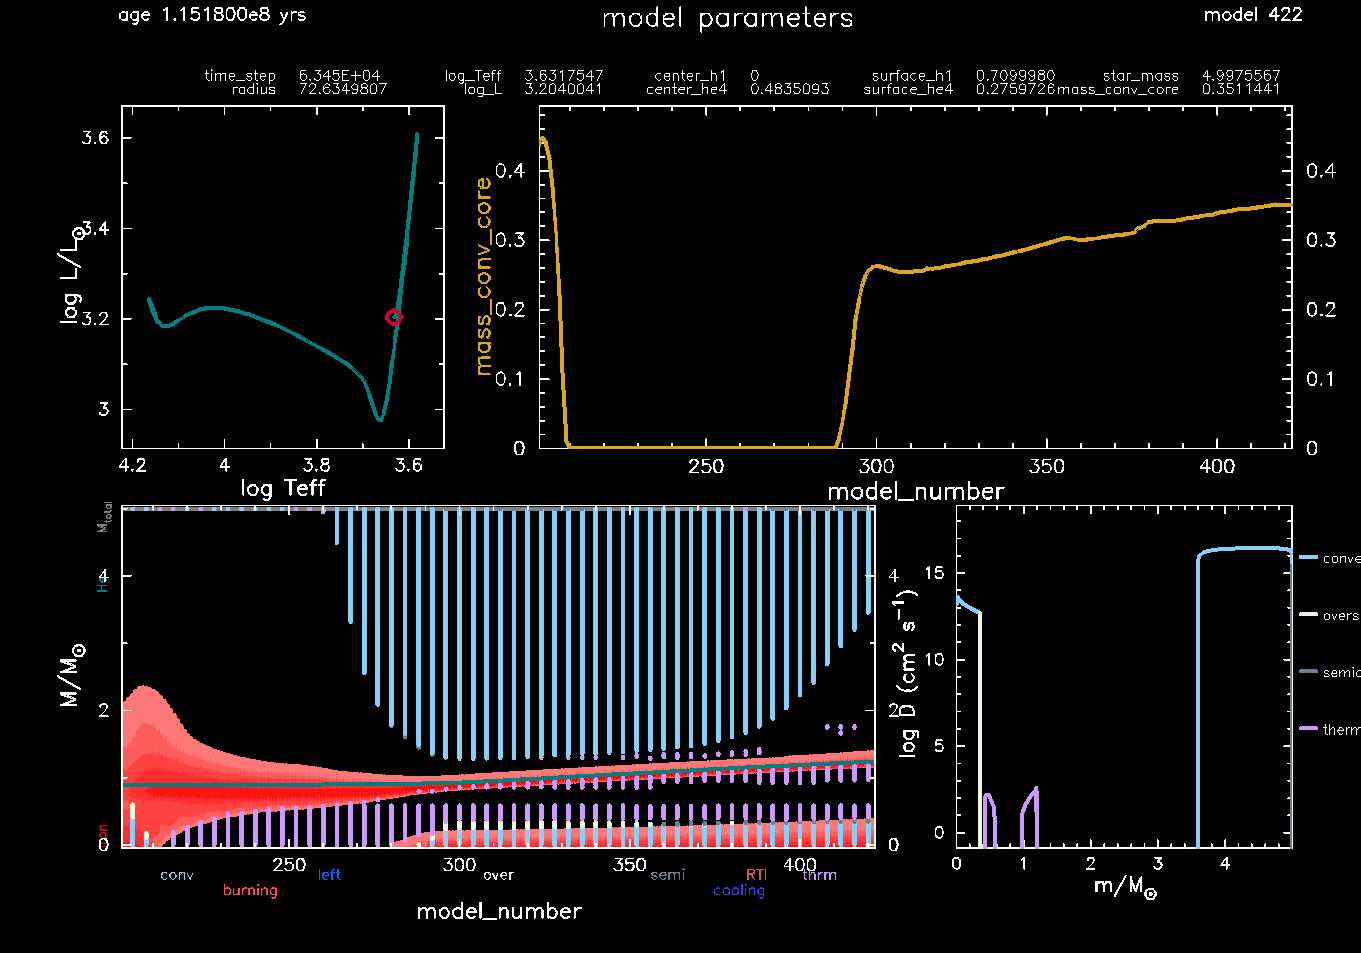 age 1.151800e8 yrs model parameters model 422
time_step 6.345E+04 log_Teff 3.6317547 center_h1 0 surface_h1 0.7099980 star_mass 4.9975567
radius 72.6349807 log_L 3.2040041 center_he4 0.4835093 surface_he4 0.2759726 mass_conv_core 0.3511441
log L/L⊙
3.6
3.4
3.2
3
4.2 4 3.8 3.6
log Teff
mass_conv_core
0.4 0.4
0.3 0.3
0.2 0.2
0.1 0.1
0 0
250 300 350 400
model_number
Mtotal
He
M/M⊙
4 4
2 2
0 0
250 300 350 400
conv left over semi RTI thrm
burning cooling
model_number
log D (cm² s⁻¹)
15
10
5
0
0 1 2 3 4
m/M⊙
conve
overs
semic
therm